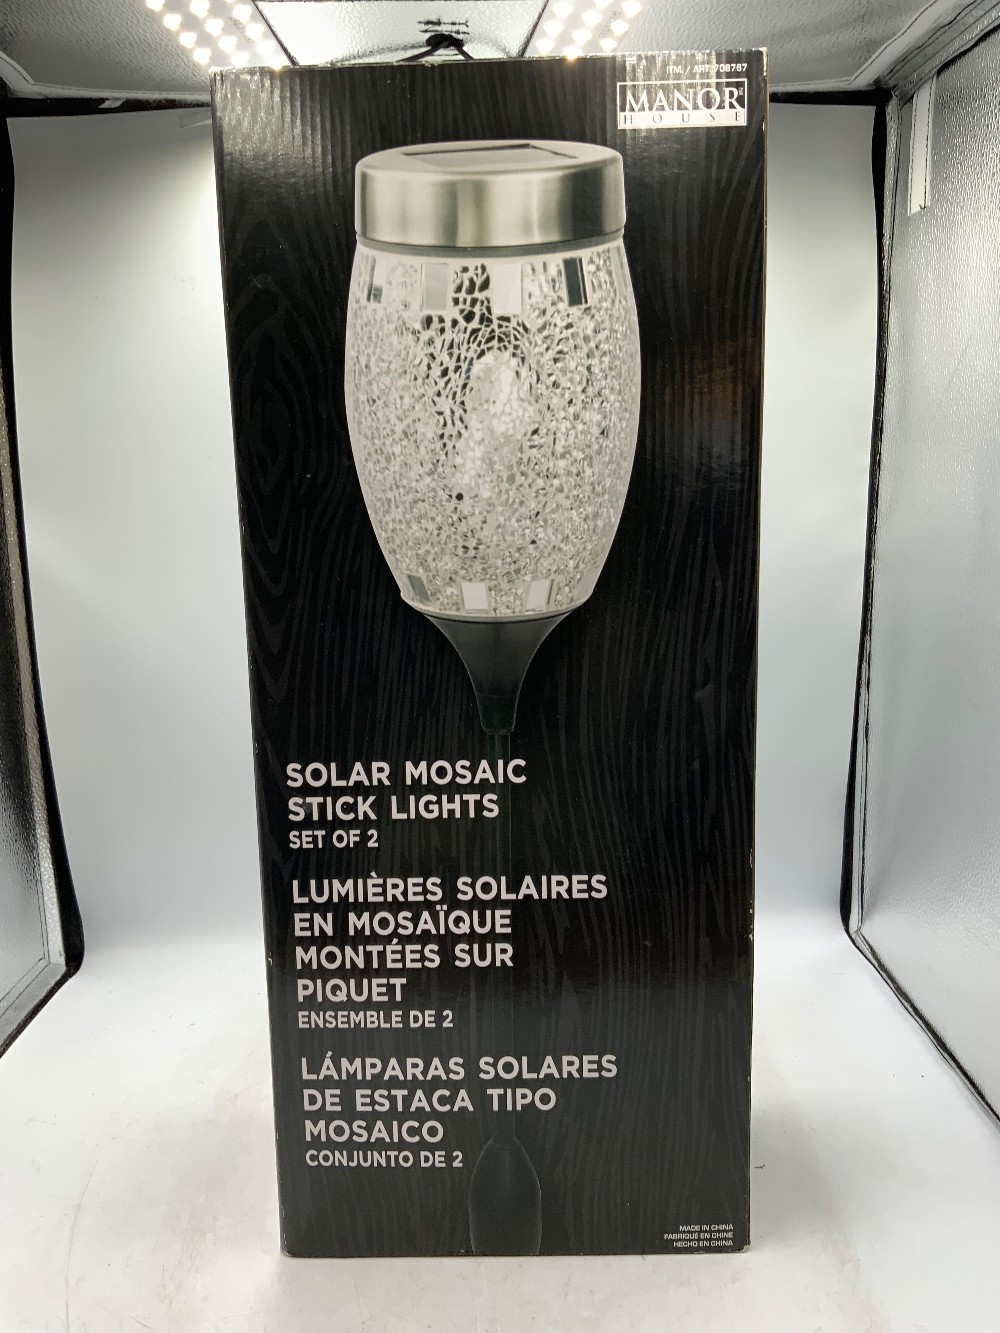 ITM. / ART. 708767
MANOR
HOUSE
SOLAR MOSAIC
STICK LIGHTS
SET OF 2
LUMIÈRES SOLAIRES
EN MOSAÏQUE
MONTÉES SUR
PIQUET
ENSEMBLE DE 2
LÁMPARAS SOLARES
DE ESTACA TIPO
MOSAICO
CONJUNTO DE 2
MADE IN CHINA
FABRIQUÉ EN CHINE
HECHO EN CHINA